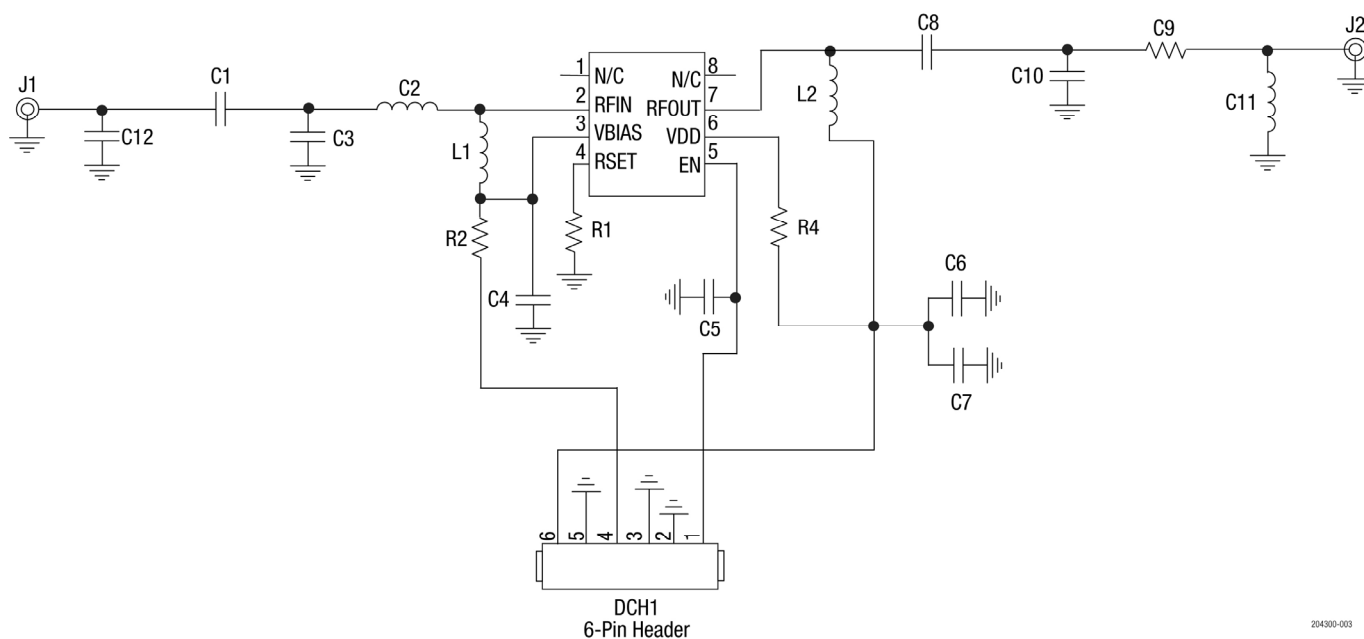 J1
C12
C1
C3
C2
L1
R2
C4
R1
1 N/C
2 RFIN
3 VBIAS
4 RSET
N/C 8
RFOUT 7
VDD 6
EN 5
L2
C8
C10
C9
C11
J2
R4
C5
C6
C7
6 5 4 3 2 1
DCH1
6-Pin Header
204300-003